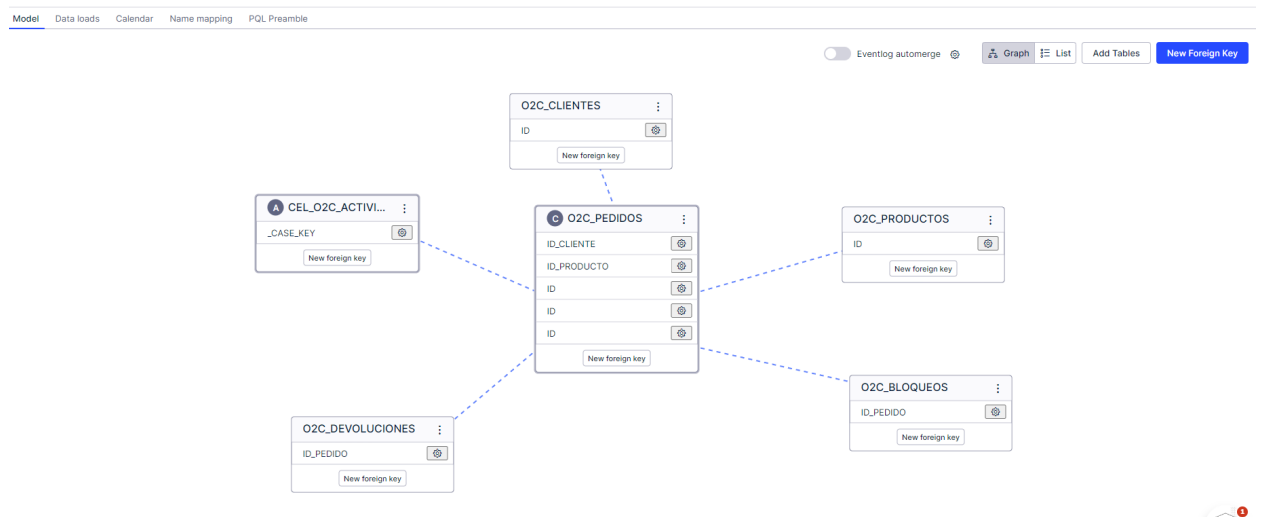 Model Data loads Calendar Name mapping PQL Preamble
Eventlog automerge Graph List Add Tables New Foreign Key
O2C_CLIENTES
ID
New foreign key
A CEL_O2C_ACTIVI...
_CASE_KEY
New foreign key
C O2C_PEDIDOS
ID_CLIENTE
ID_PRODUCTO
ID
ID
ID
New foreign key
O2C_PRODUCTOS
ID
New foreign key
O2C_BLOQUEOS
ID_PEDIDO
New foreign key
O2C_DEVOLUCIONES
ID_PEDIDO
New foreign key
1